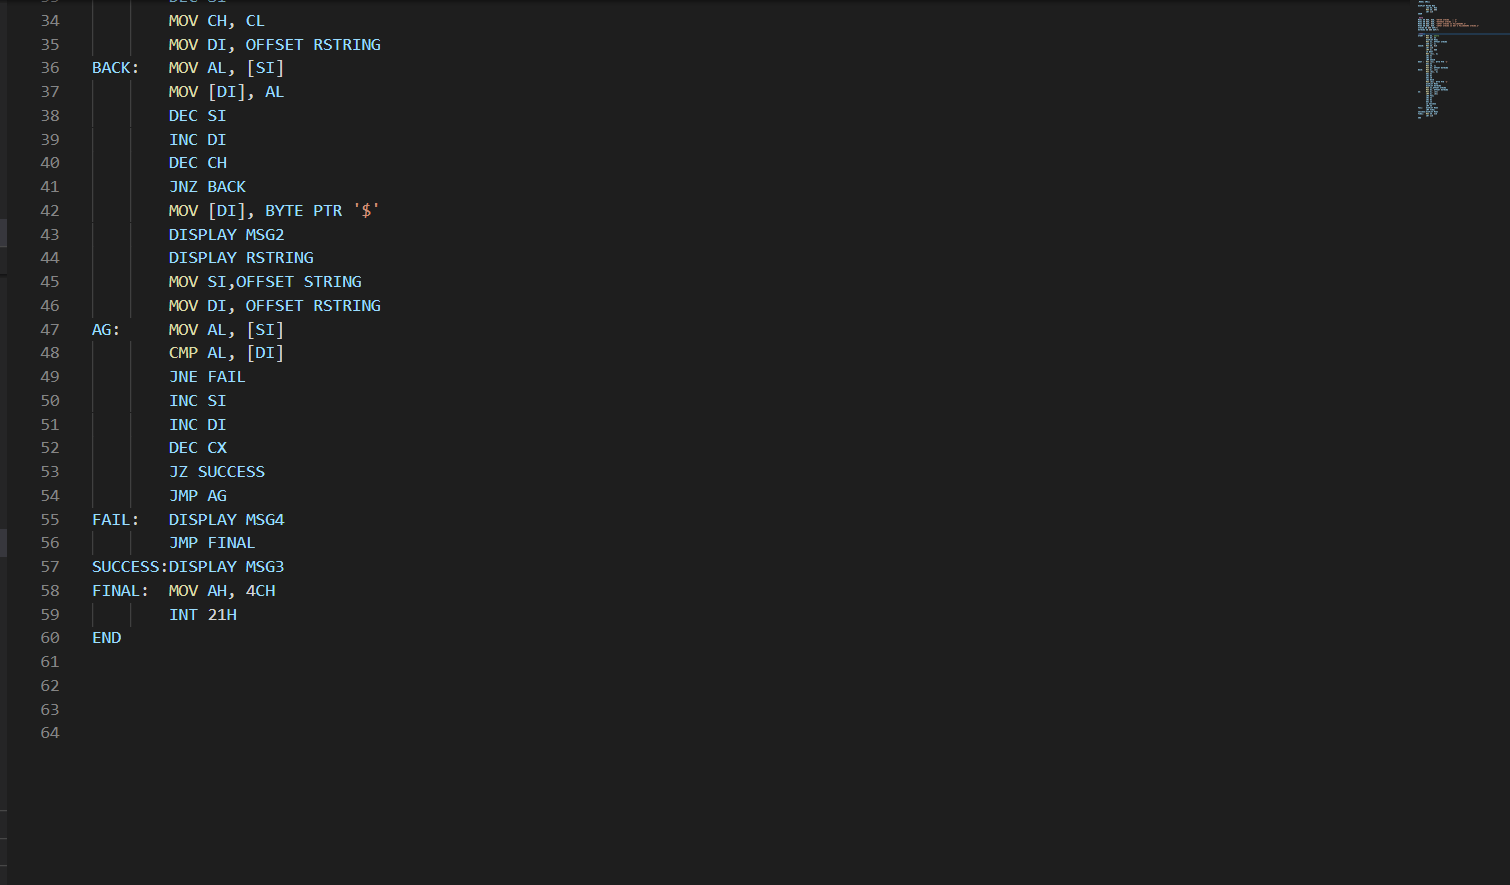 33 DEC SI
34 MOV CH, CL
35 MOV DI, OFFSET RSTRING
36 BACK: MOV AL, [SI]
37 MOV [DI], AL
38 DEC SI
39 INC DI
40 DEC CH
41 JNZ BACK
42 MOV [DI], BYTE PTR '$'
43 DISPLAY MSG2
44 DISPLAY RSTRING
45 MOV SI,OFFSET STRING
46 MOV DI, OFFSET RSTRING
47 AG: MOV AL, [SI]
48 CMP AL, [DI]
49 JNE FAIL
50 INC SI
51 INC DI
52 DEC CX
53 JZ SUCCESS
54 JMP AG
55 FAIL: DISPLAY MSG4
56 JMP FINAL
57 SUCCESS:DISPLAY MSG3
58 FINAL: MOV AH, 4CH
59 INT 21H
60 END
61
62
63
64